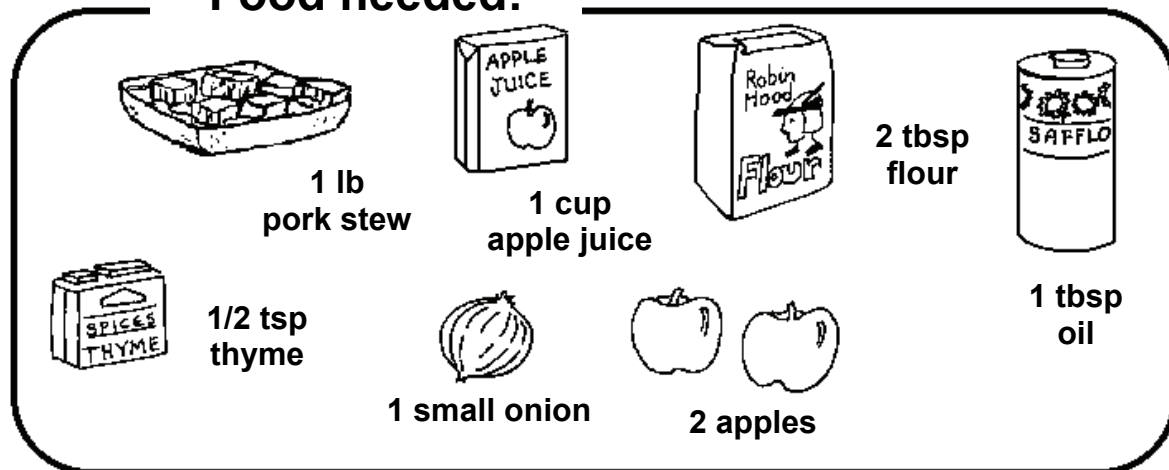 Food needed:
APPLE
JUICE
Robin
Hood
Flour
SAFFLO
1 lb
pork stew
1 cup
apple juice
2 tbsp
flour
1 tbsp
oil
SPICES
THYME
1/2 tsp
thyme
1 small onion
2 apples